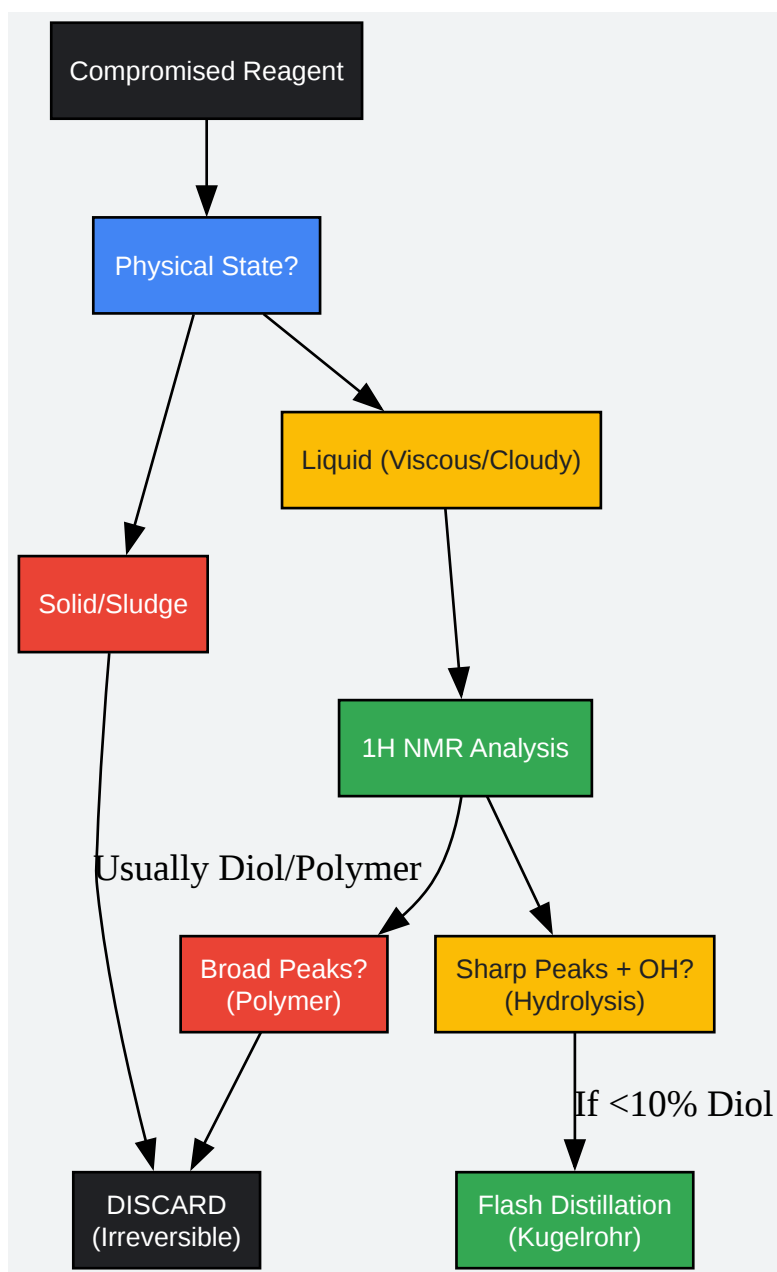 Compromised Reagent
Physical State?
Liquid (Viscous/Cloudy)
Solid/Sludge
1H NMR Analysis
Usually Diol/Polymer
Broad Peaks?
(Polymer)
Sharp Peaks + OH?
(Hydrolysis)
If <10% Diol
DISCARD
(Irreversible)
Flash Distillation
(Kugelrohr)